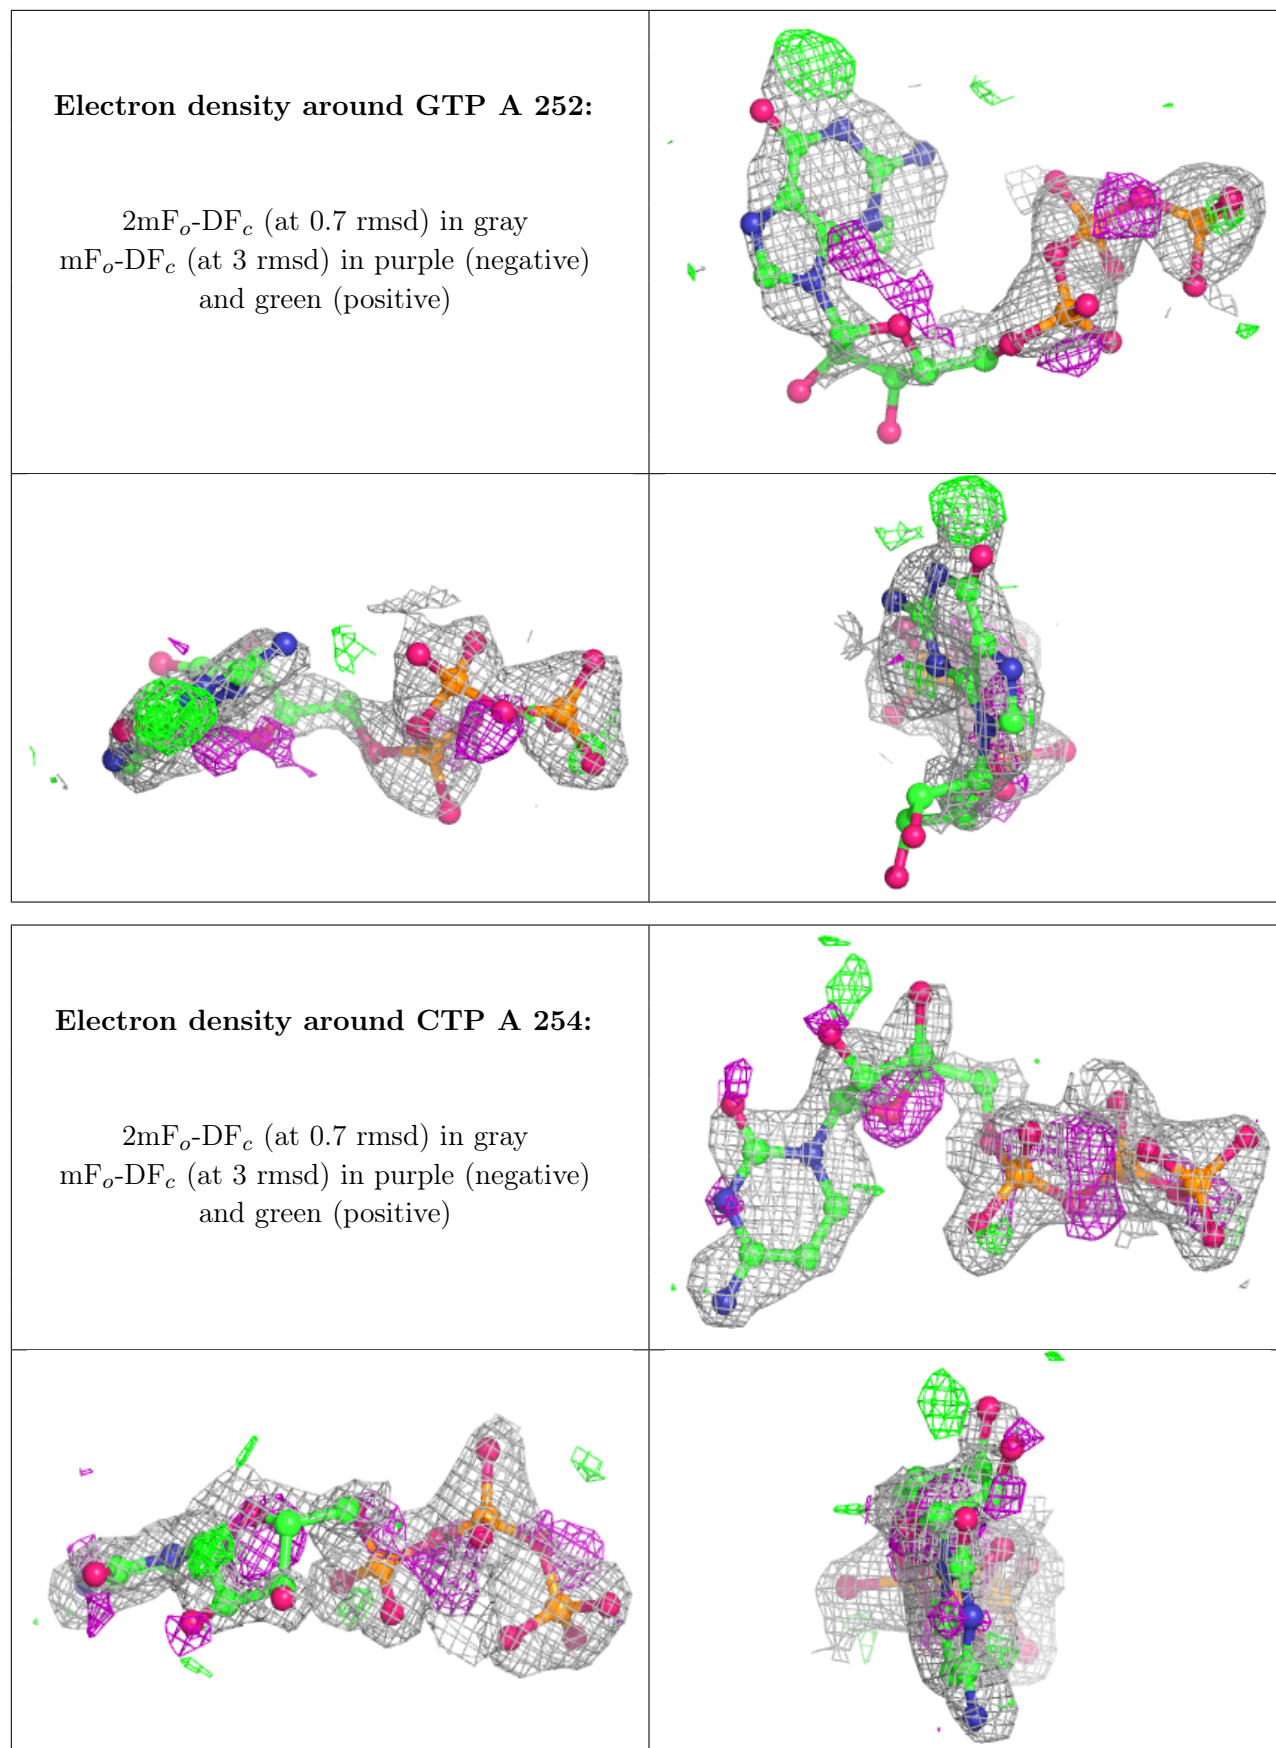 Electron density around GTP A 252:
2mFo-DFc (at 0.7 rmsd) in gray
mFo-DFc (at 3 rmsd) in purple (negative)
and green (positive)
Electron density around CTP A 254:
2mFo-DFc (at 0.7 rmsd) in gray
mFo-DFc (at 3 rmsd) in purple (negative)
and green (positive)